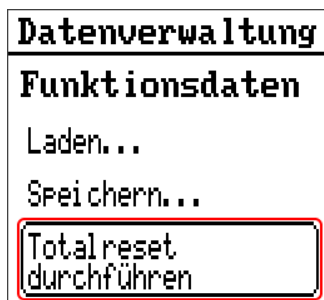 Datenverwaltung
Funktionsdaten
Laden...
Speichern...
Totalreset
durchführen